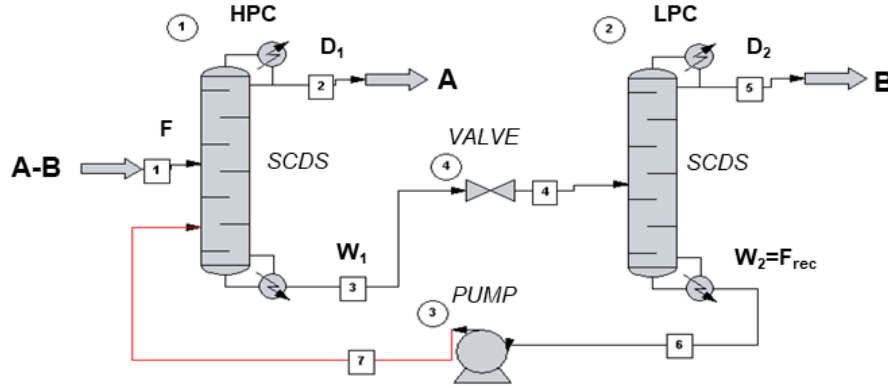 1
HPC
D₁
2
A
F
A-B
1
SCDS
W₁
3
VALVE
4
4
2
LPC
D₂
5
B
SCDS
W₂=Fᵣₑc
PUMP
3
6
7